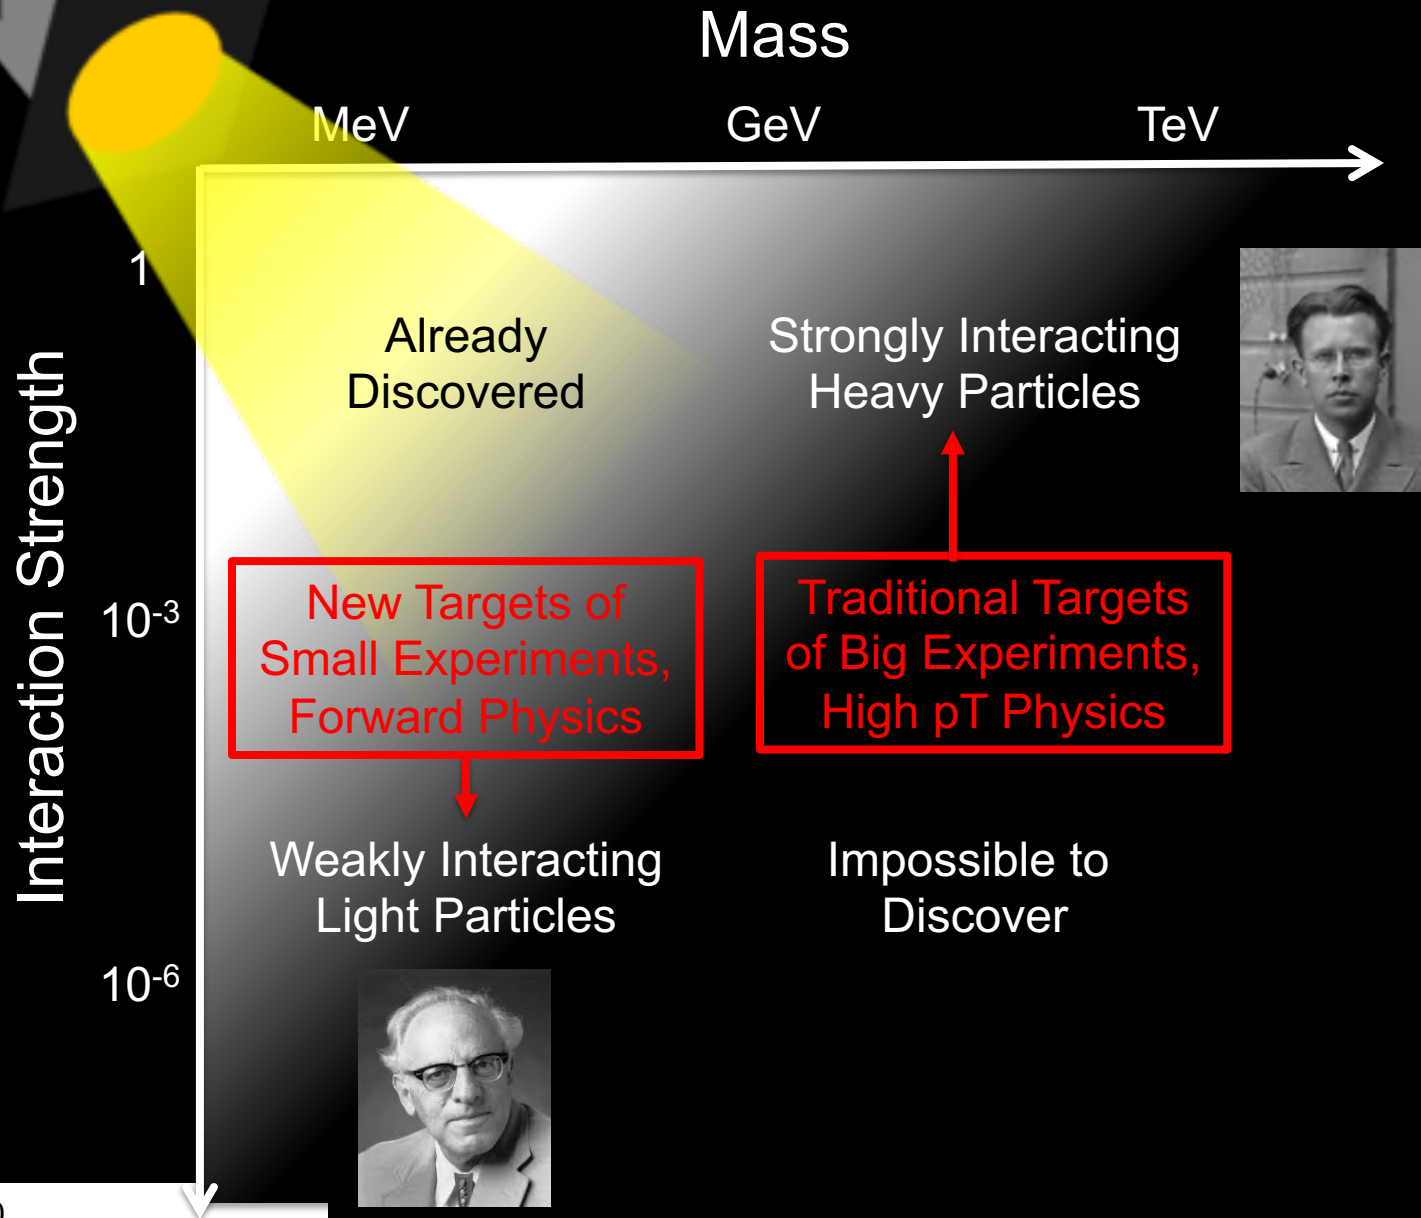 Mass
MeV GeV TeV
1
Already
Discovered
Strongly Interacting
Heavy Particles
Interaction Strength
10-3
New Targets of
Small Experiments,
Forward Physics
Traditional Targets
of Big Experiments,
High pT Physics
Weakly Interacting
Light Particles
Impossible to
Discover
10-6